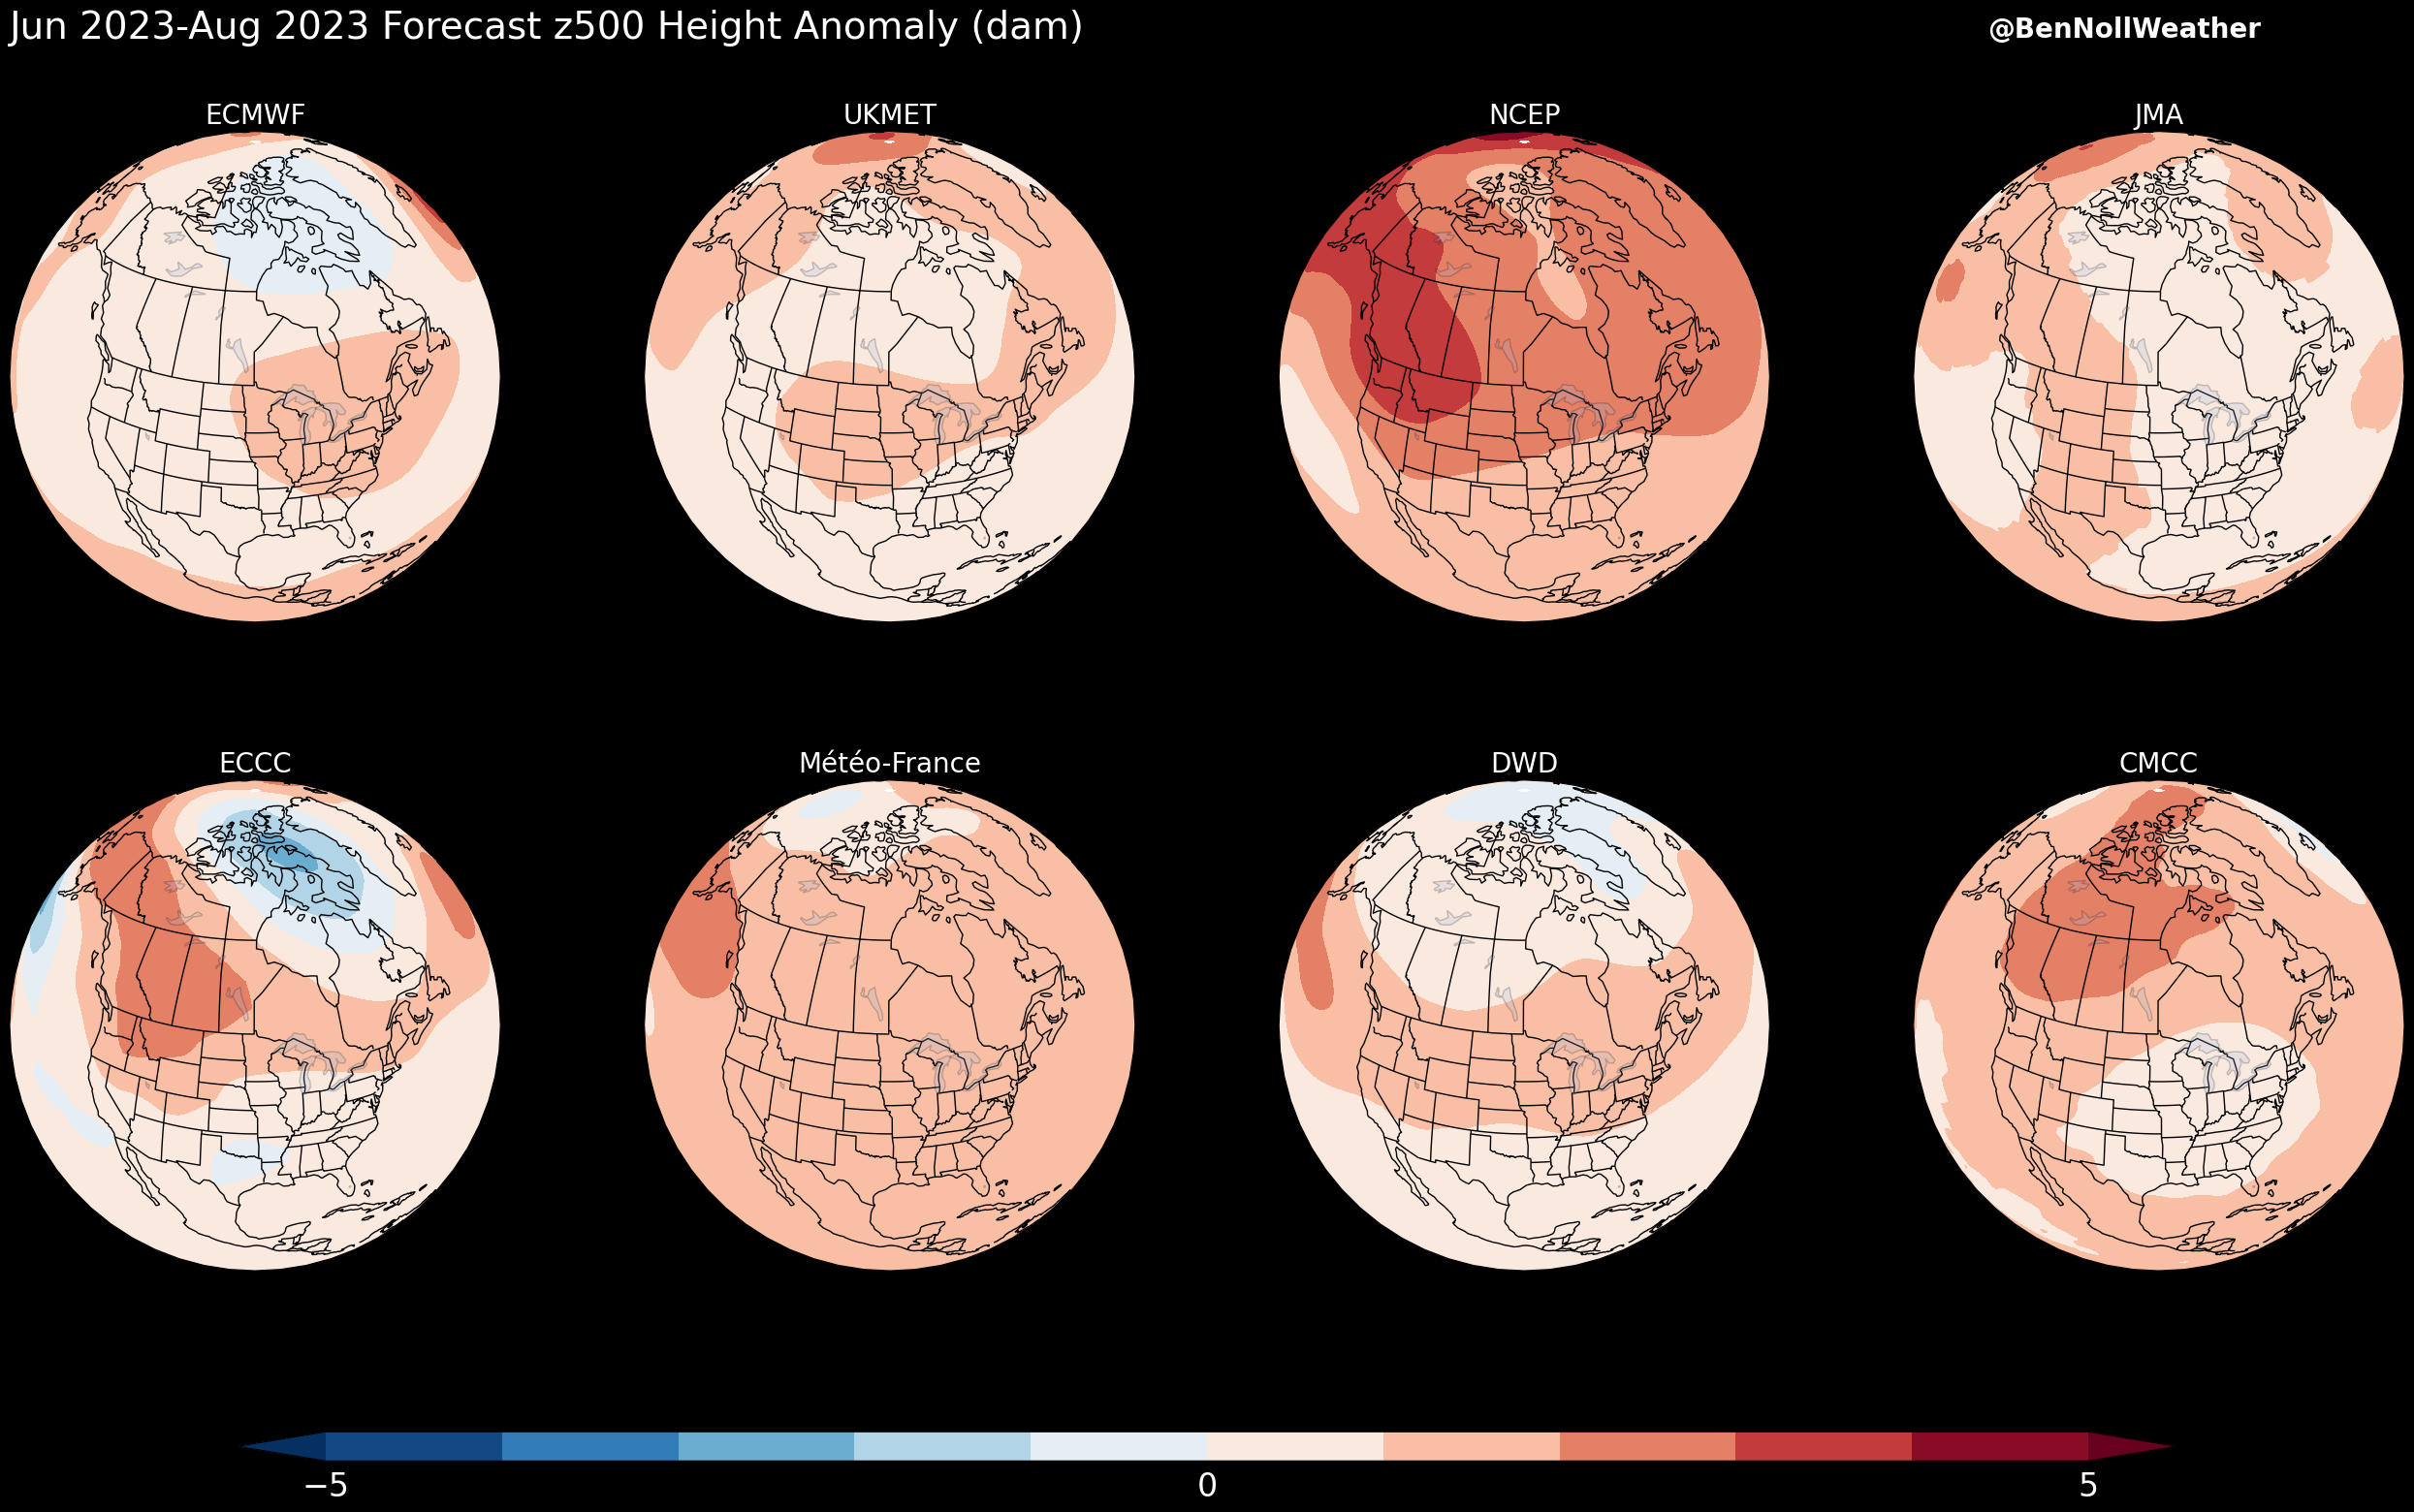 Jun 2023-Aug 2023 Forecast z500 Height Anomaly (dam)
@BenNollWeather
ECMWF
UKMET
NCEP
JMA
ECCC
Météo-France
DWD
CMCC
−5
0
5